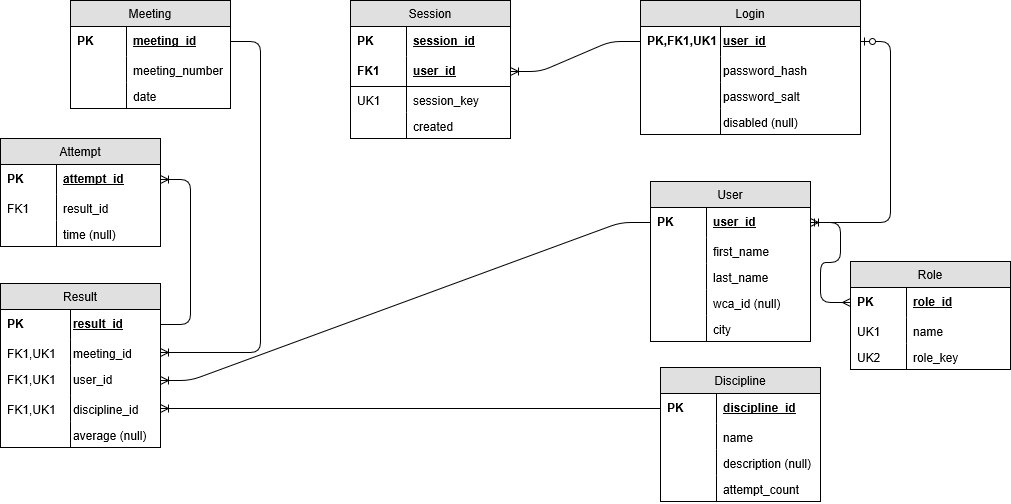 Meeting
PK meeting_id
meeting_number
date
Session
PK session_id
FK1 user_id
UK1 session_key
created
Login
PK,FK1,UK1 user_id
password_hash
password_salt
disabled (null)
Attempt
PK attempt_id
FK1 result_id
time (null)
User
PK user_id
first_name
last_name
wca_id (null)
city
Role
PK role_id
UK1 name
UK2 role_key
Result
PK result_id
FK1,UK1 meeting_id
FK1,UK1 user_id
FK1,UK1 discipline_id
average (null)
Discipline
PK discipline_id
name
description (null)
attempt_count